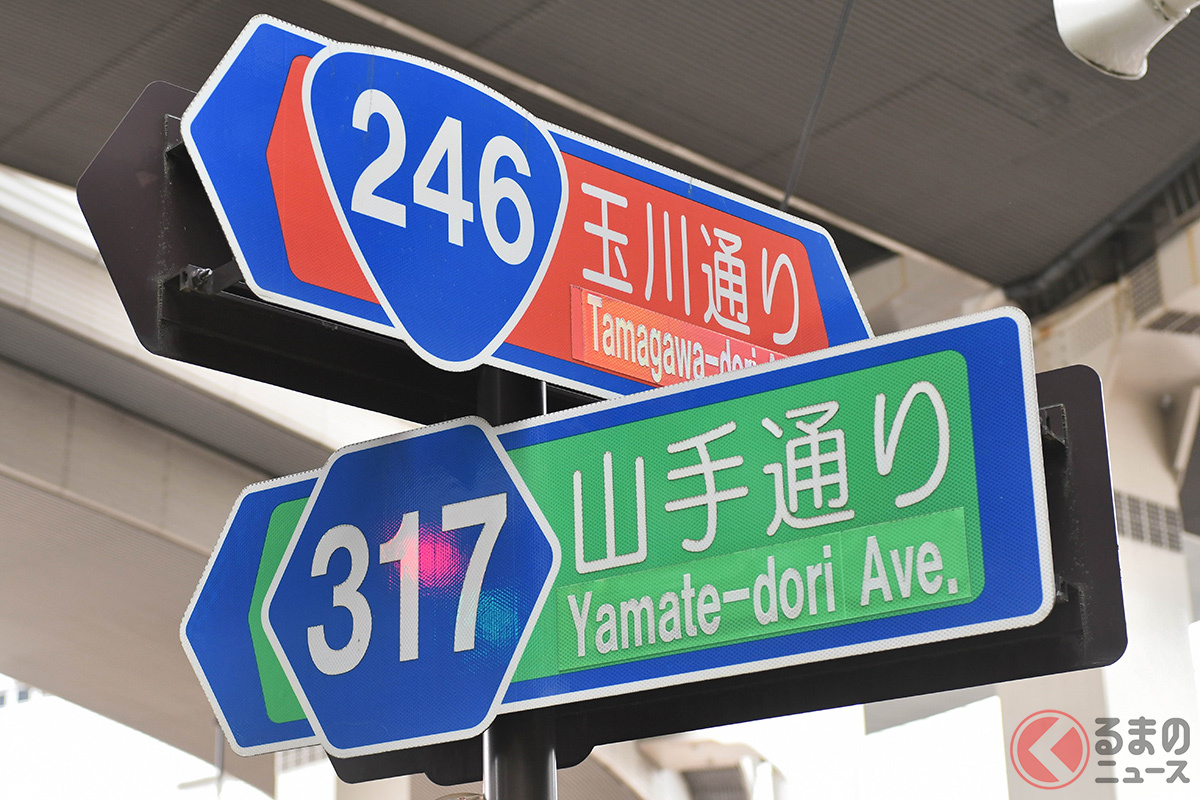 246
玉川通り
Tamagawa-dori
317
山手通り
Yamate-dori Ave.
くるまの
ニュース